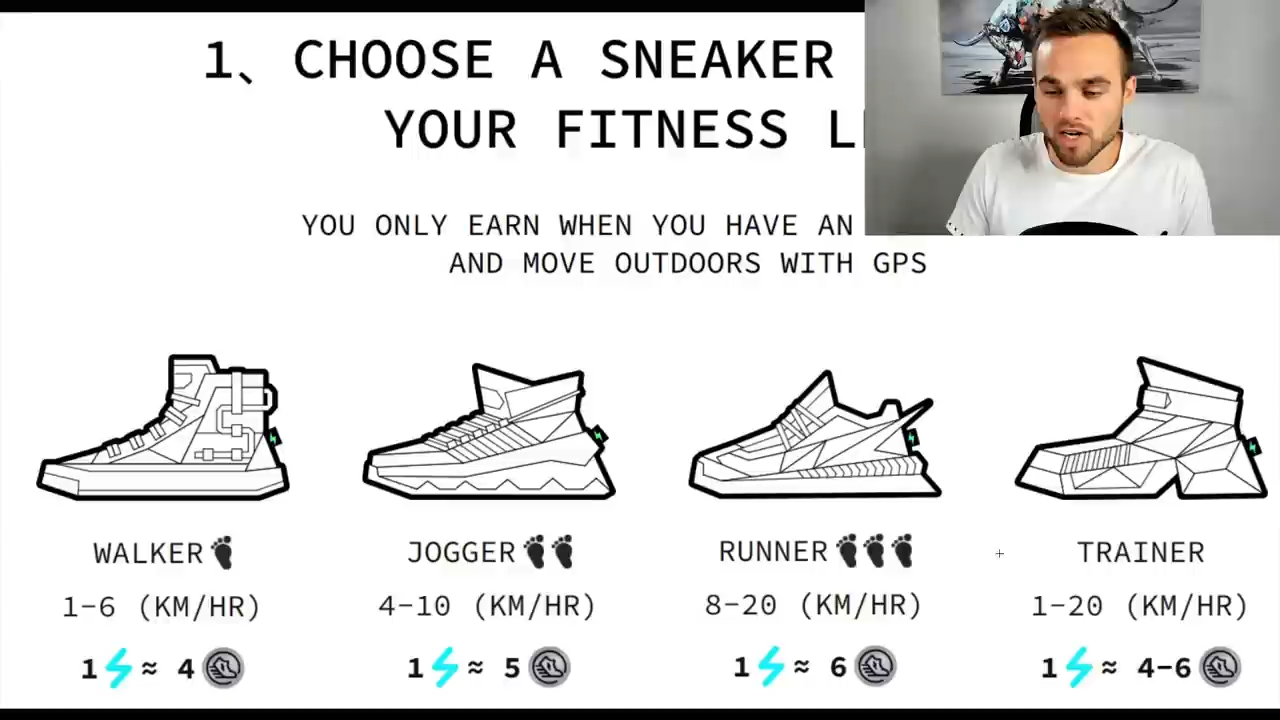 1、CHOOSE A SNEAKER
YOUR FITNESS
YOU ONLY EARN WHEN YOU HAVE AN
AND MOVE OUTDOORS WITH GPS
WALKER JOGGER RUNNER TRAINER
1-6 (KM/HR) 4-10 (KM/HR) 8-20 (KM/HR) 1-20 (KM/HR)
1 ≈ 4 1 ≈ 5 1 ≈ 6 1 ≈ 4-6